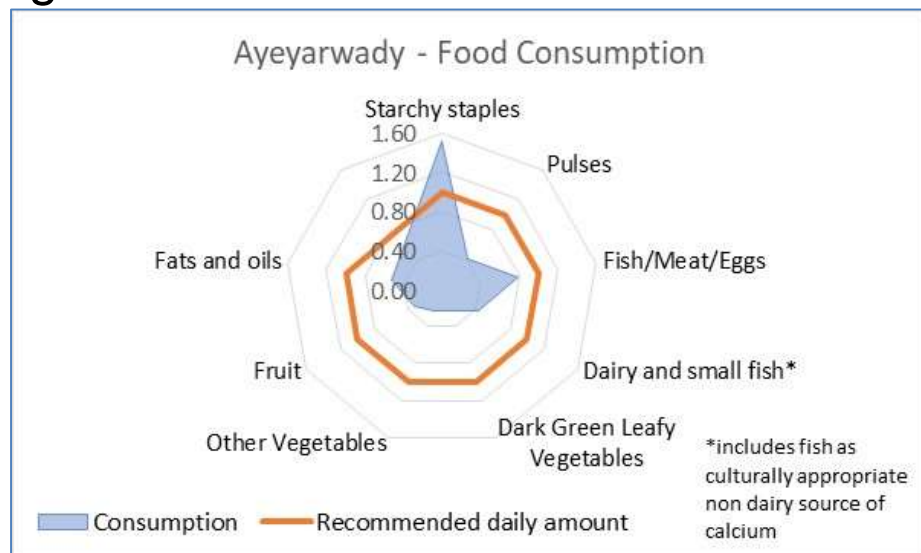 Ayeyarwady - Food Consumption
Starchy staples
1.60
1.20
0.80
0.40
0.00
Pulses
Fish/Meat/Eggs
Dairy and small fish*
Dark Green Leafy
Vegetables
Other Vegetables
Fruit
Fats and oils
*includes fish as
culturally appropriate
non dairy source of
calcium
Consumption
Recommended daily amount